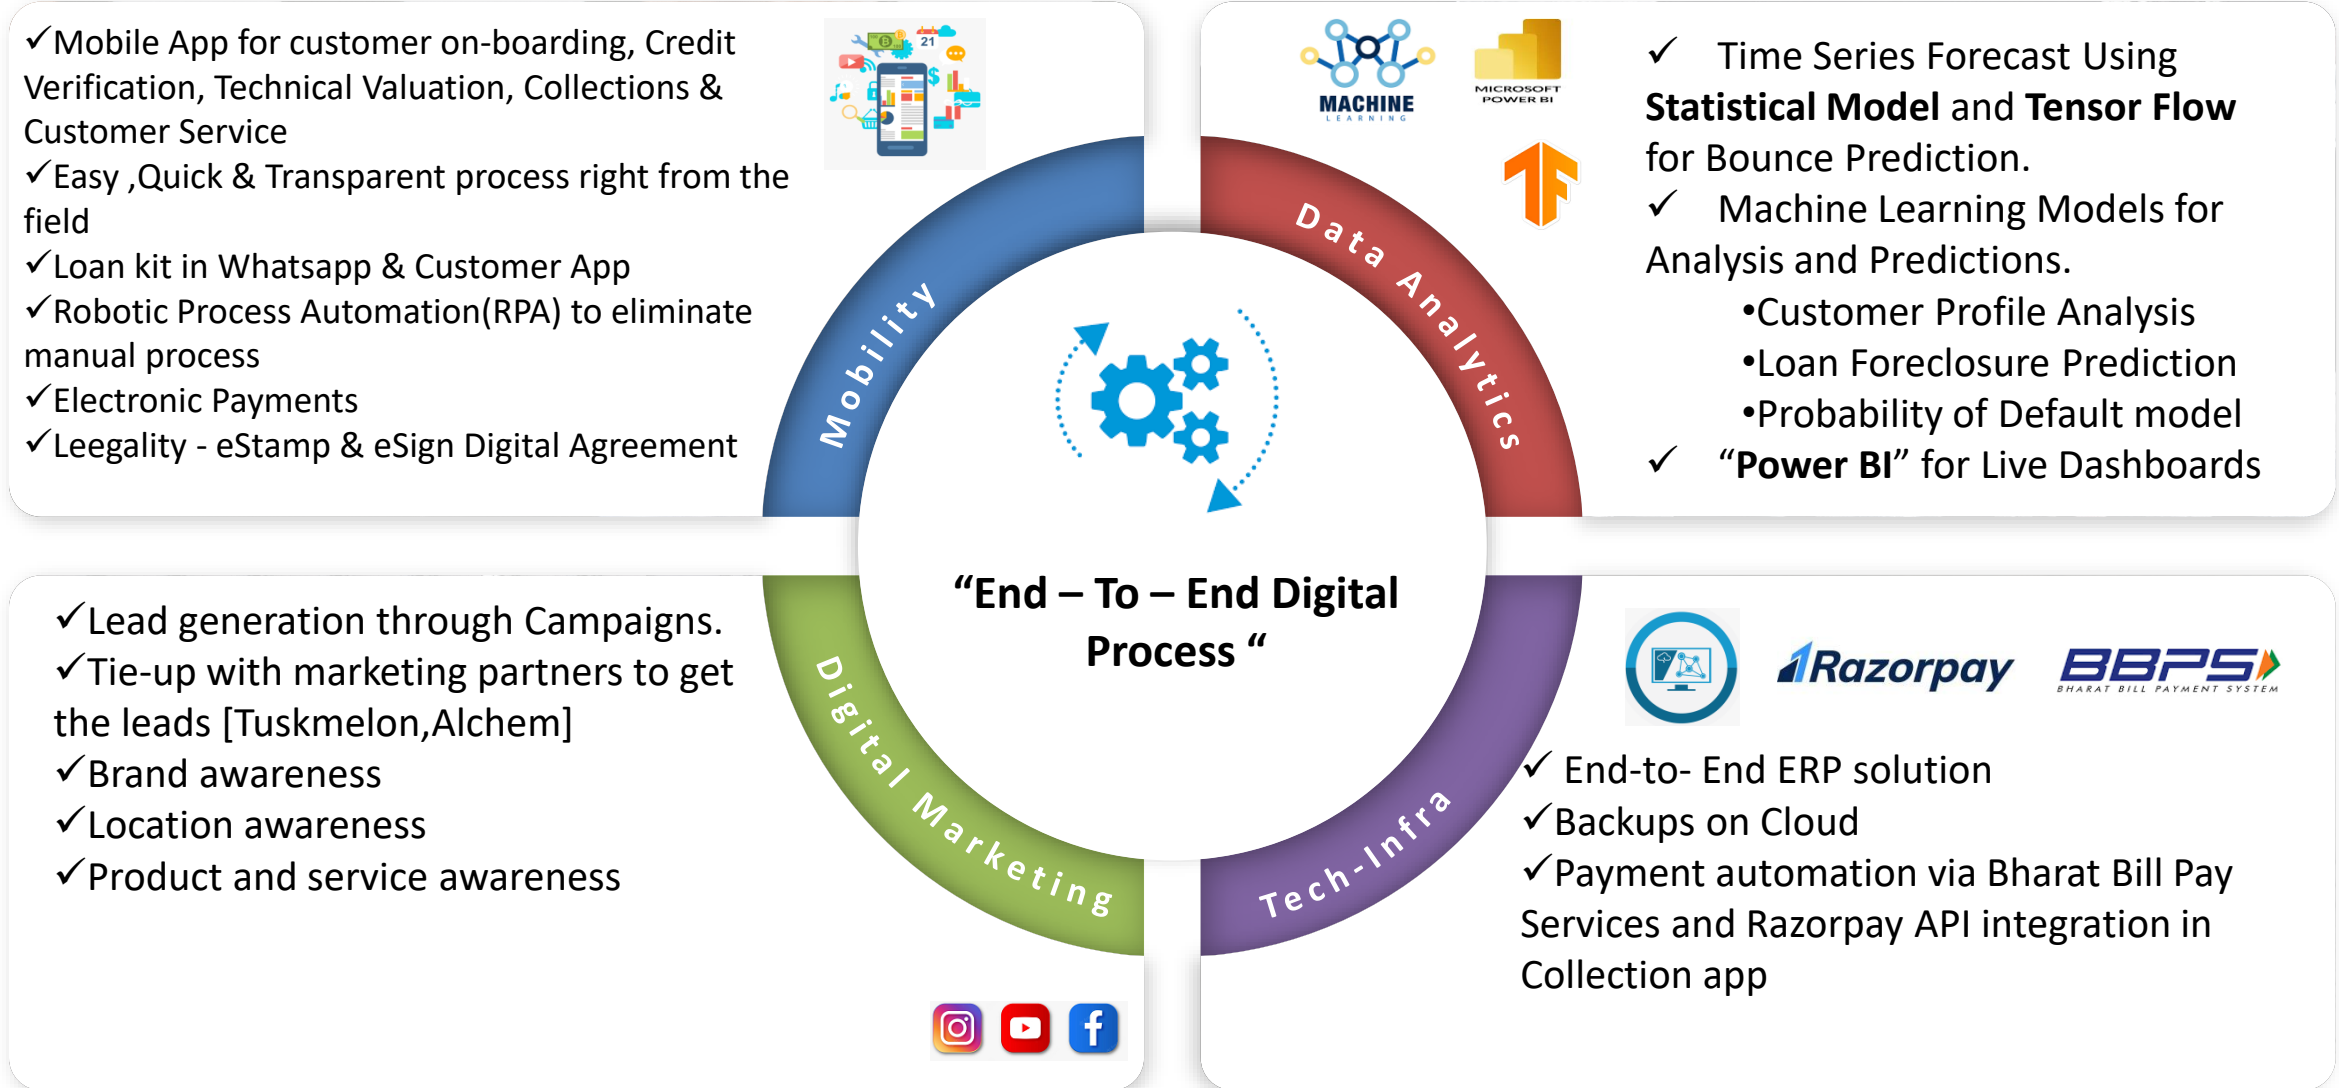 ✓Mobile App for customer on-boarding, Credit
Verification, Technical Valuation, Collections &
Customer Service
✓Easy ,Quick & Transparent process right from the
field
✓Loan kit in Whatsapp & Customer App
✓Robotic Process Automation(RPA) to eliminate
manual process
✓Electronic Payments
✓Leegality - eStamp & eSign Digital Agreement
21
Mobility
MACHINE
LEARNING
MICROSOFT
POWER BI
Data Analytics
✓ Time Series Forecast Using
Statistical Model and Tensor Flow
for Bounce Prediction.
✓ Machine Learning Models for
Analysis and Predictions.
•Customer Profile Analysis
•Loan Foreclosure Prediction
•Probability of Default model
✓ “Power BI” for Live Dashboards
“End – To – End Digital
Process “
✓Lead generation through Campaigns.
✓Tie-up with marketing partners to get
the leads [Tuskmelon,Alchem]
✓Brand awareness
✓Location awareness
✓Product and service awareness
Digital Marketing
Tech-Infra
Razorpay
BBPS
BHARAT BILL PAYMENT SYSTEM
✓ End-to- End ERP solution
✓Backups on Cloud
✓Payment automation via Bharat Bill Pay
Services and Razorpay API integration in
Collection app